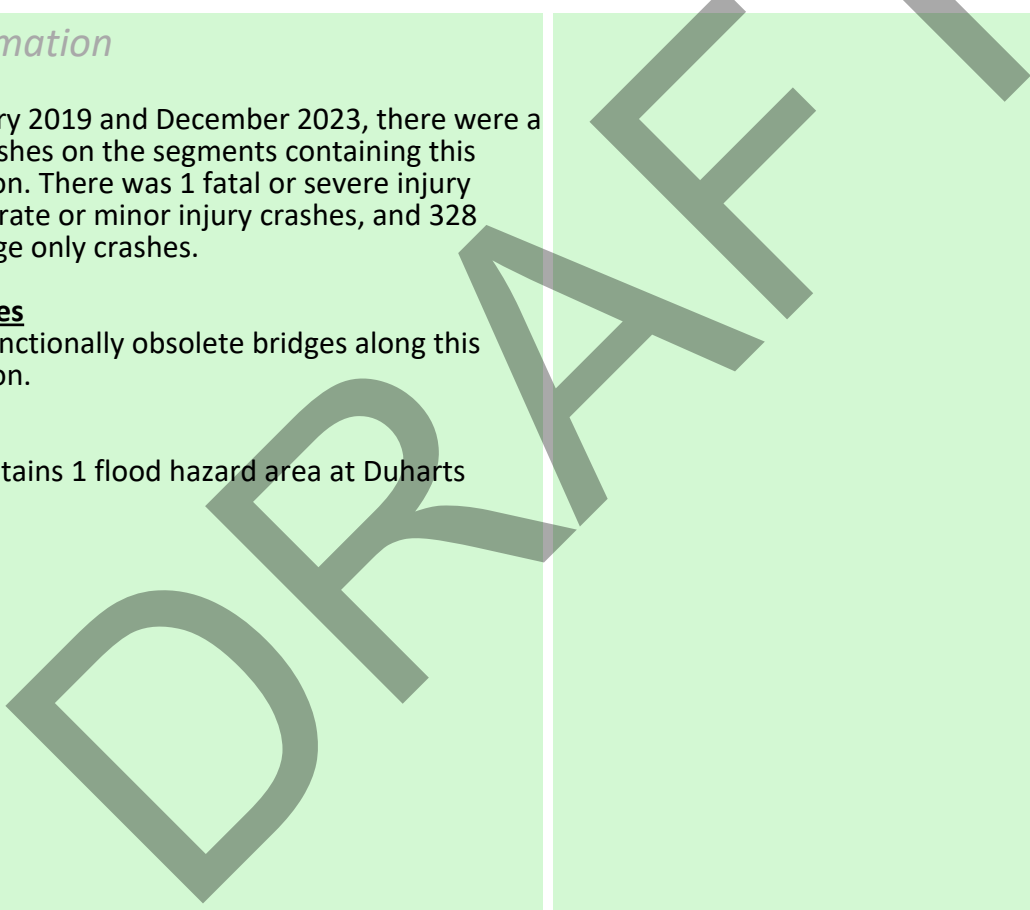 mation
ry 2019 and December 2023, there were a
shes on the segments containing this
on. There was 1 fatal or severe injury
rate or minor injury crashes, and 328
ge only crashes.
es
nctionally obsolete bridges along this
on.
tains 1 flood hazard area at Duharts
DRAFT